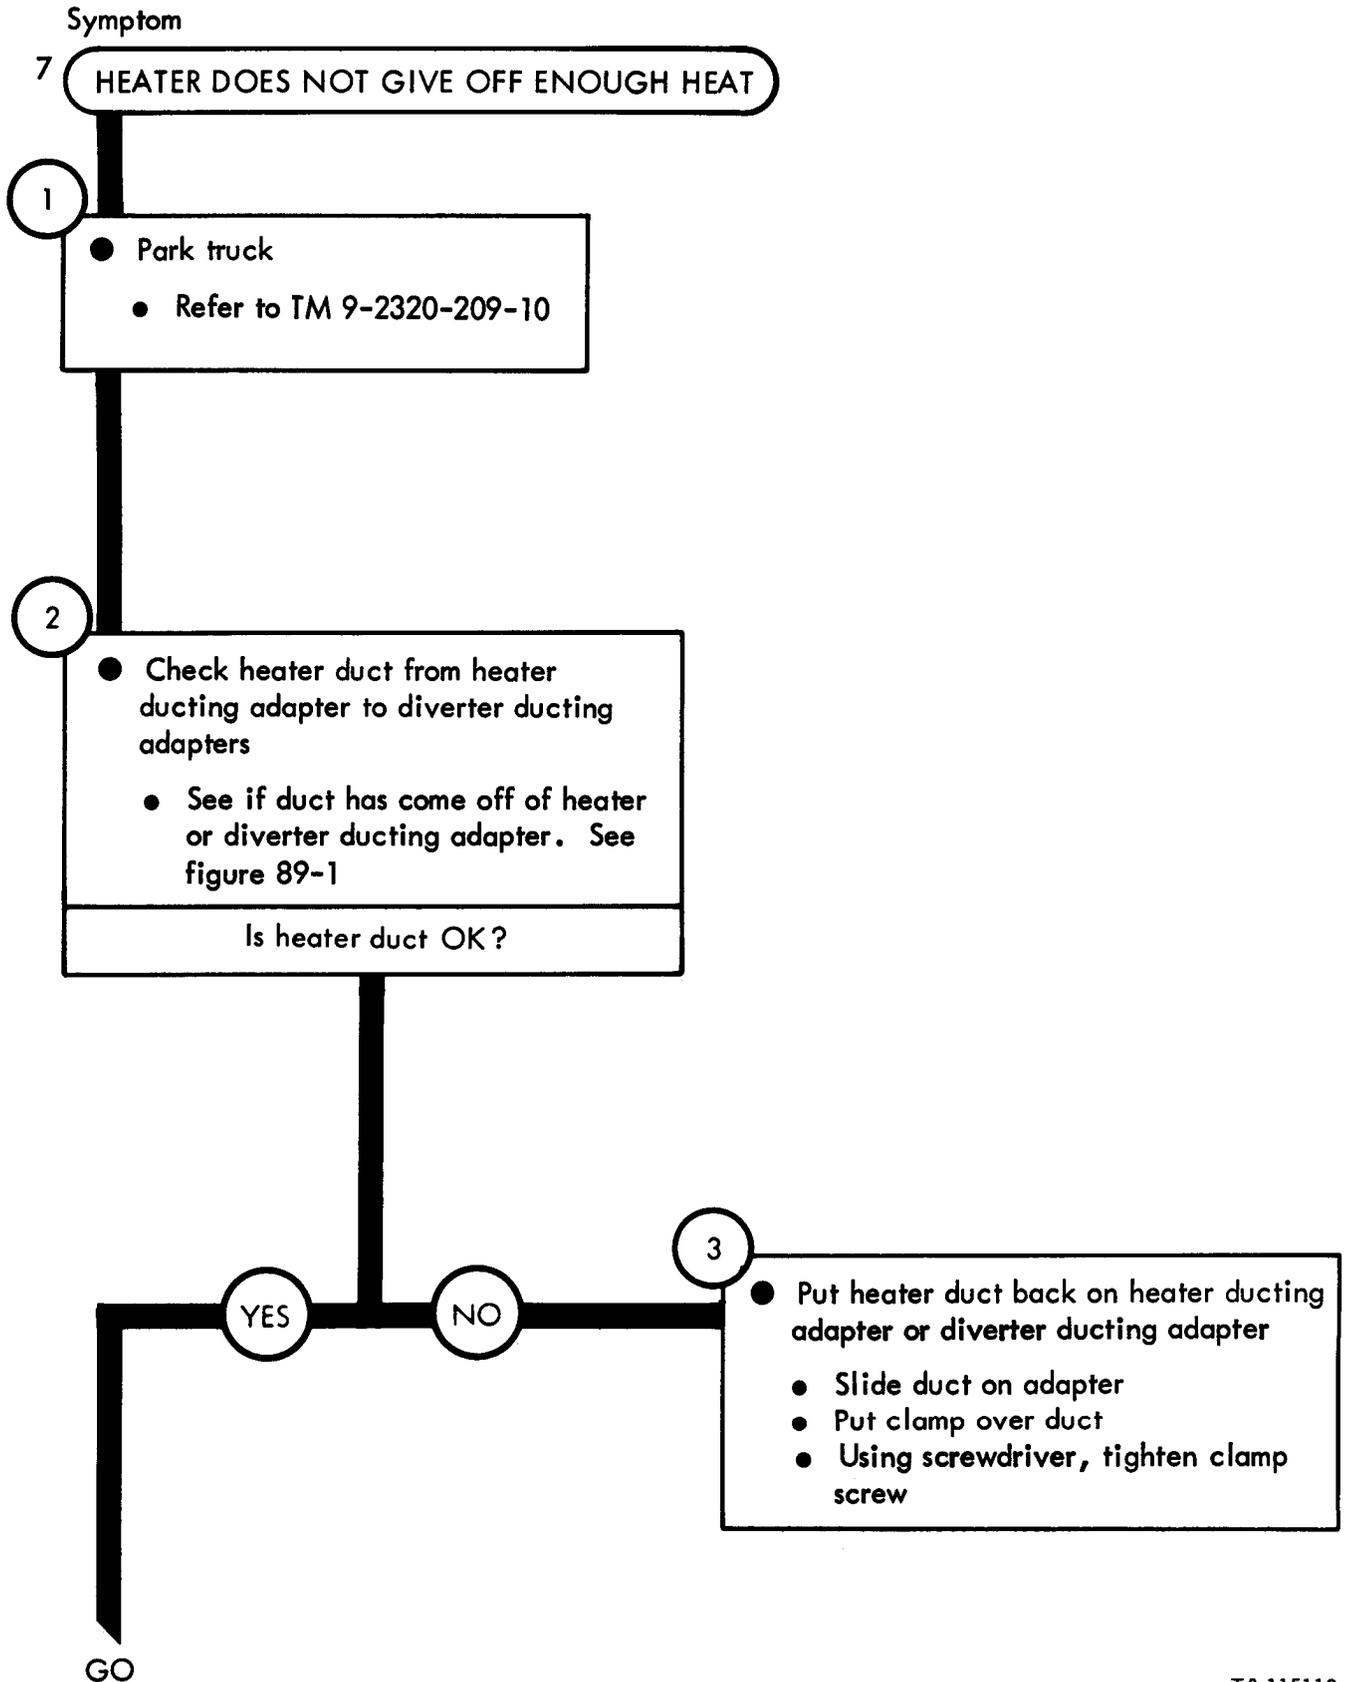 Symptom
7
HEATER DOES NOT GIVE OFF ENOUGH HEAT
1
● Park truck
● Refer to TM 9-2320-209-10
2
● Check heater duct from heater
ducting adapter to diverter ducting
adapters
● See if duct has come off of heater
or diverter ducting adapter. See
figure 89-1
Is heater duct OK?
YES
NO
3
● Put heater duct back on heater ducting
adapter or diverter ducting adapter
● Slide duct on adapter
● Put clamp over duct
● Using screwdriver, tighten clamp
screw
GO